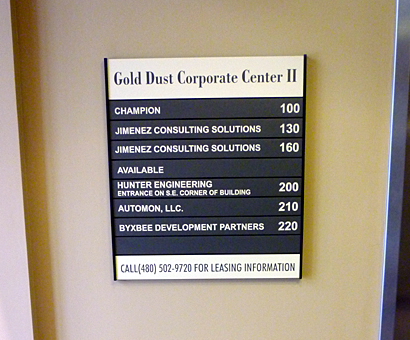 Gold Dust Corporate Center II
CHAMPION 100
JIMENEZ CONSULTING SOLUTIONS 130
JIMENEZ CONSULTING SOLUTIONS 160
AVAILABLE
HUNTER ENGINEERING 200
ENTRANCE ON S.E. CORNER OF BUILDING
AUTOMON, LLC. 210
BYXBEE DEVELOPMENT PARTNERS 220
CALL(480) 502-9720 FOR LEASING INFORMATION